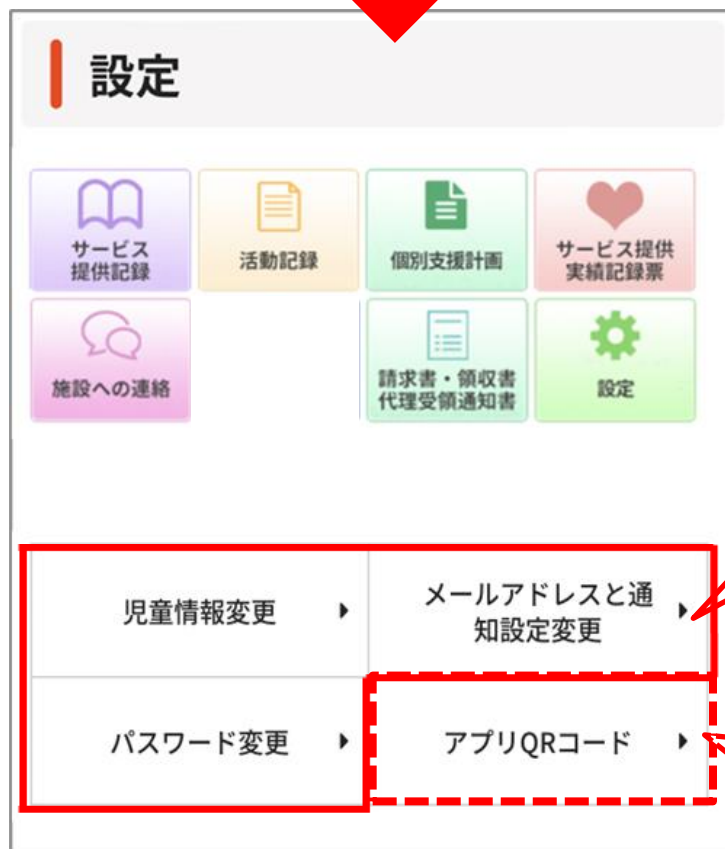 設定
サービス
提供記録
活動記録
個別支援計画
サービス提供
実績記録票
施設への連絡
請求書・領収書
代理受領通知書
設定
児童情報変更
メールアドレスと通
知設定変更
パスワード変更
アプリQRコード